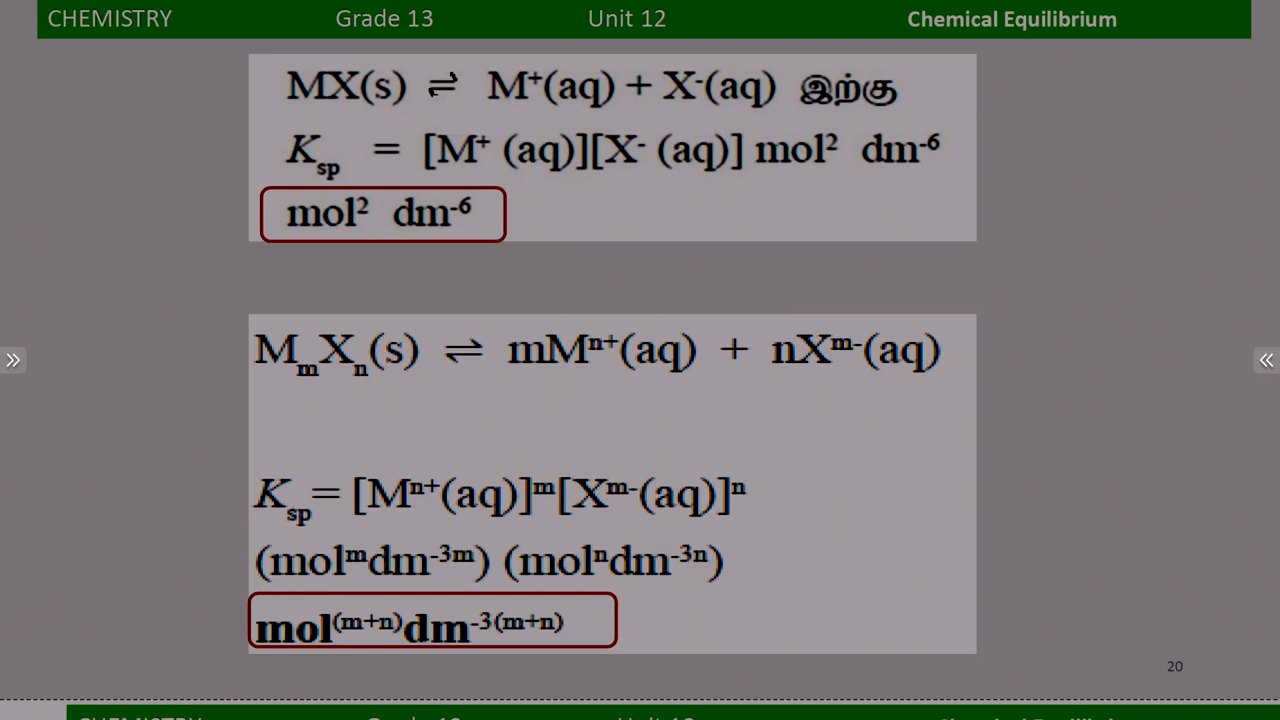 CHEMISTRY Grade 13 Unit 12 Chemical Equilibrium
MX(s) ⇌ M⁺(aq) + X⁻(aq) இற்கு
Kₛₚ = [M⁺ (aq)][X⁻ (aq)] mol² dm⁻⁶
mol² dm⁻⁶
MₘXₙ(s) ⇌ mMⁿ⁺(aq) + nXᵐ⁻(aq)
Kₛₚ = [Mⁿ⁺(aq)]ᵐ[Xᵐ⁻(aq)]ⁿ
(molᵐdm⁻³ᵐ) (molⁿdm⁻³ⁿ)
mol⁽ᵐ⁺ⁿ⁾dm⁻³⁽ᵐ⁺ⁿ⁾
20